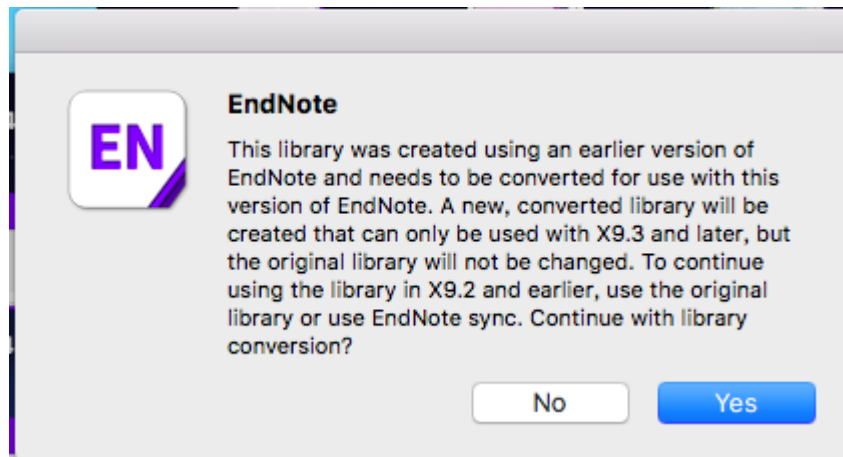 EndNote
EN
This library was created using an earlier version of
EndNote and needs to be converted for use with this
version of EndNote. A new, converted library will be
created that can only be used with X9.3 and later, but
the original library will not be changed. To continue
using the library in X9.2 and earlier, use the original
library or use EndNote sync. Continue with library
conversion?
No
Yes